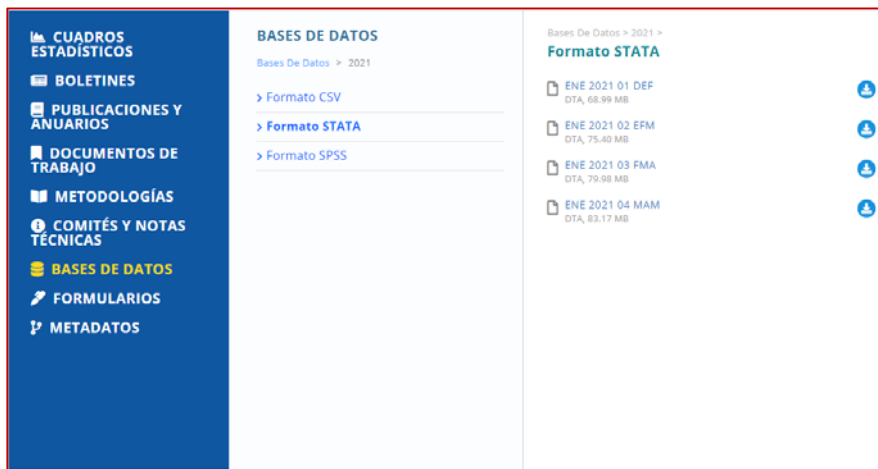 CUADROS
ESTADÍSTICOS
BOLETINES
PUBLICACIONES Y
ANUARIOS
DOCUMENTOS DE
TRABAJO
METODOLOGÍAS
COMITÉS Y NOTAS
TÉCNICAS
BASES DE DATOS
FORMULARIOS
METADATOS
BASES DE DATOS
Bases De Datos > 2021
> Formato CSV
> Formato STATA
> Formato SPSS
Bases De Datos > 2021 >
Formato STATA
ENE 2021 01 DEF
DTA, 68.99 MB
ENE 2021 02 EFM
DTA, 75.40 MB
ENE 2021 03 FMA
DTA, 79.98 MB
ENE 2021 04 MAM
DTA, 83.17 MB